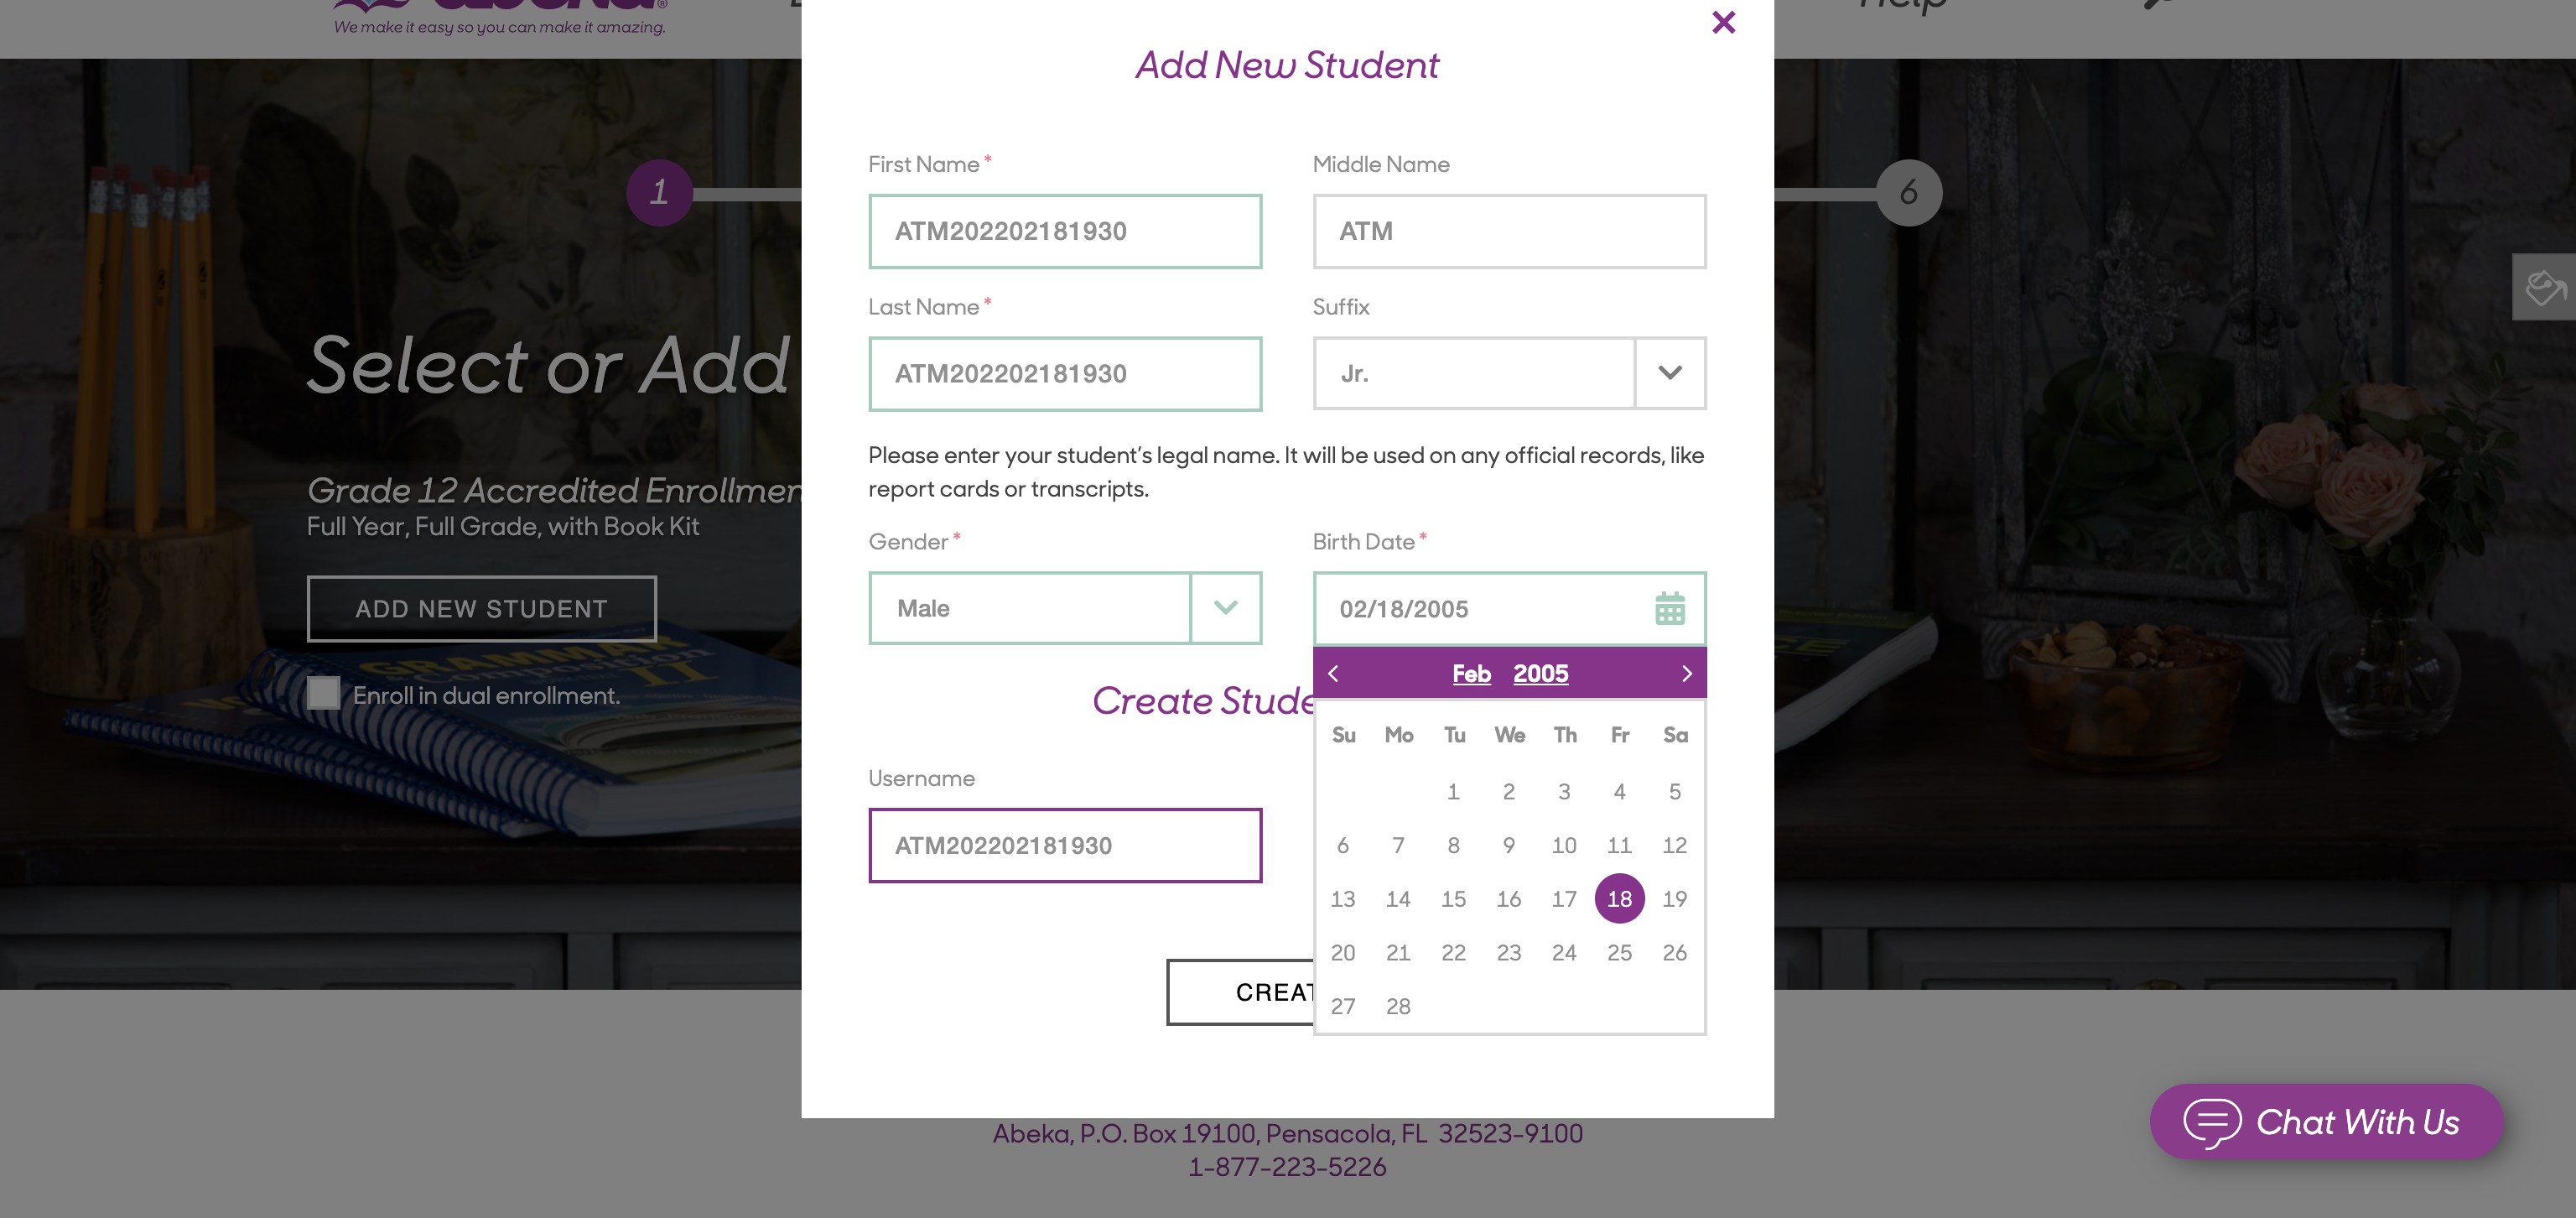 We make it easy so you can make it amazing.
Help
Add New Student
First Name *
Middle Name
ATM202202181930
ATM
1
6
Last Name *
Suffix
ATM202202181930
Jr.
Select or Add
Please enter your student's legal name. It will be used on any official records, like
report cards or transcripts.
Grade 12 Accredited Enrollmen
Full Year, Full Grade, with Book Kit
Gender *
Birth Date *
Male
02/18/2005
ADD NEW STUDENT
Feb 2005
Enroll in dual enrollment.
Create Stude
Su Mo Tu We Th Fr Sa
1 2 3 4 5
6 7 8 9 10 11 12
13 14 15 16 17 18 19
20 21 22 23 24 25 26
27 28
Username
ATM202202181930
CREAT
GRAMMAR
Composition
II
Chat With Us
Abeka, P.O. Box 19100, Pensacola, FL 32523-9100
1-877-223-5226